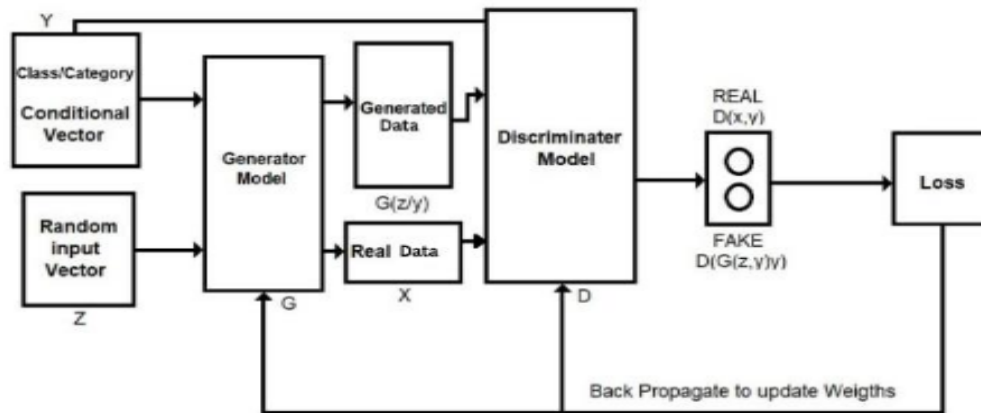 Y
Class/Category
Conditional
Vector
Random
input
Vector
Z
Generator
Model
G
Generated
Data
G(z/y)
Real Data
X
Discriminater
Model
D
REAL
D(x,y)
FAKE
D(G(z,y)y)
Loss
Back Propagate to update Weigths